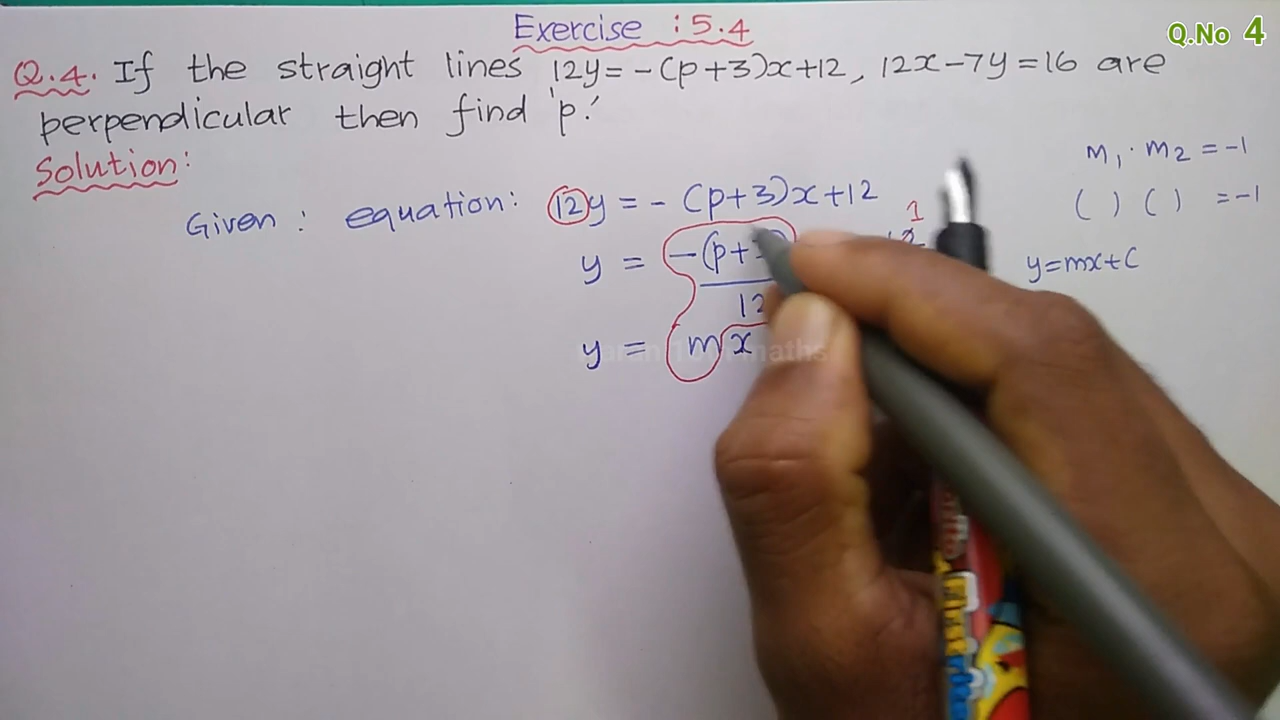 Exercise : 5.4
Q.No 4
Q.4. If the straight lines 12y = -(p+3)x+12, 12x-7y=16 are
perpendicular then find 'p'.
Solution:
m₁ · m₂ = -1
Given : equation: 12y = - (p+3)x+12
( ) ( ) = -1
y = -(p+
12
1
y=mx+c
y = mx